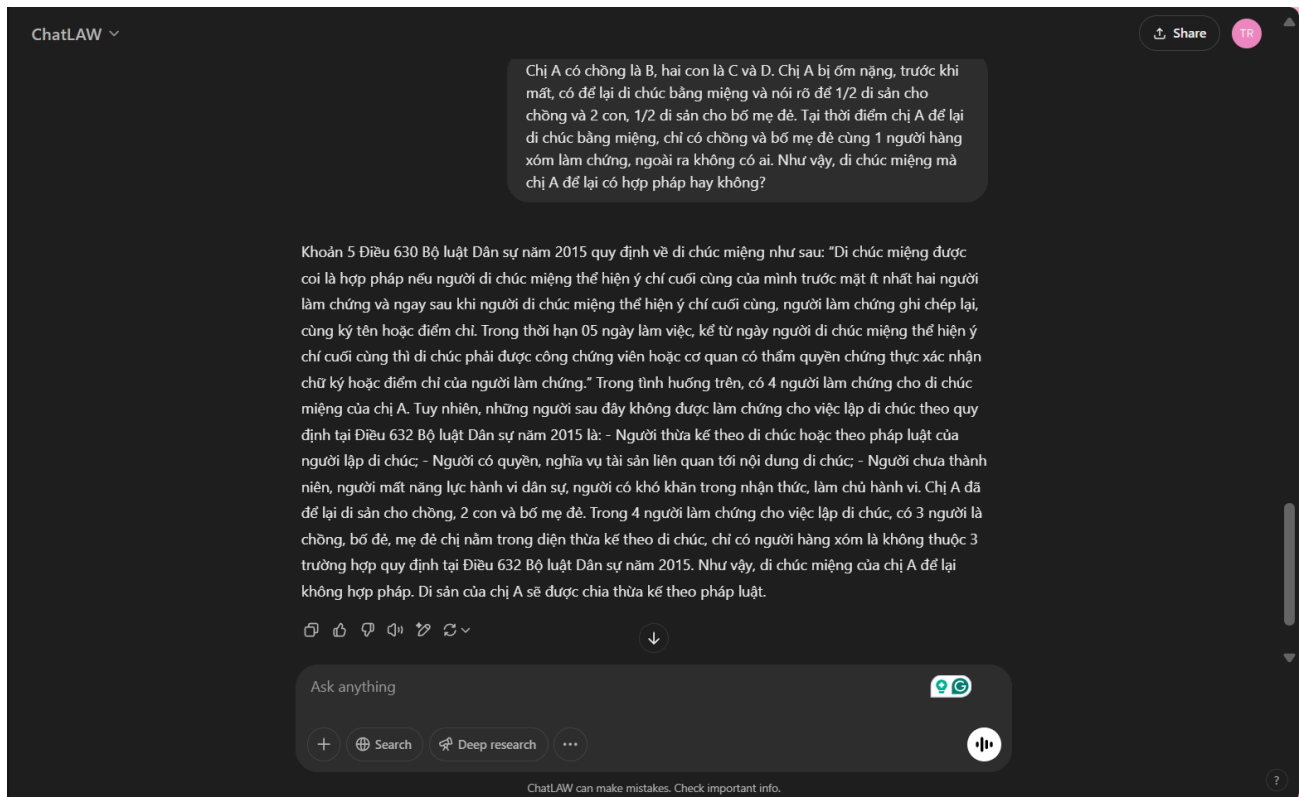 ChatLAW
Share
TR
Chị A có chồng là B, hai con là C và D. Chị A bị ốm nặng, trước khi
mất, có để lại di chúc bằng miệng và nói rõ để 1/2 di sản cho
chồng và 2 con, 1/2 di sản cho bố mẹ đẻ. Tại thời điểm chị A để lại
di chúc bằng miệng, chỉ có chồng và bố mẹ đẻ cùng 1 người hàng
xóm làm chứng, ngoài ra không có ai. Như vậy, di chúc miệng mà
chị A để lại có hợp pháp hay không?
Khoản 5 Điều 630 Bộ luật Dân sự năm 2015 quy định về di chúc miệng như sau: “Di chúc miệng được
coi là hợp pháp nếu người di chúc miệng thể hiện ý chí cuối cùng của mình trước mặt ít nhất hai người
làm chứng và ngay sau khi người di chúc miệng thể hiện ý chí cuối cùng, người làm chứng ghi chép lại,
cùng ký tên hoặc điểm chỉ. Trong thời hạn 05 ngày làm việc, kể từ ngày người di chúc miệng thể hiện ý
chí cuối cùng thì di chúc phải được công chứng viên hoặc cơ quan có thẩm quyền chứng thực xác nhận
chữ ký hoặc điểm chỉ của người làm chứng.” Trong tình huống trên, có 4 người làm chứng cho di chúc
miệng của chị A. Tuy nhiên, những người sau đây không được làm chứng cho việc lập di chúc theo quy
định tại Điều 632 Bộ luật Dân sự năm 2015 là: - Người thừa kế theo di chúc hoặc theo pháp luật của
người lập di chúc; - Người có quyền, nghĩa vụ tài sản liên quan tới nội dung di chúc; - Người chưa thành
niên, người mất năng lực hành vi dân sự, người có khó khăn trong nhận thức, làm chủ hành vi. Chị A đã
để lại di sản cho chồng, 2 con và bố mẹ đẻ. Trong 4 người làm chứng cho việc lập di chúc, có 3 người là
chồng, bố đẻ, mẹ đẻ chị nằm trong diện thừa kế theo di chúc, chỉ có người hàng xóm là không thuộc 3
trường hợp quy định tại Điều 632 Bộ luật Dân sự năm 2015. Như vậy, di chúc miệng của chị A để lại
không hợp pháp. Di sản của chị A sẽ được chia thừa kế theo pháp luật.
Ask anything
Search
Deep research
ChatLAW can make mistakes. Check important info.
?